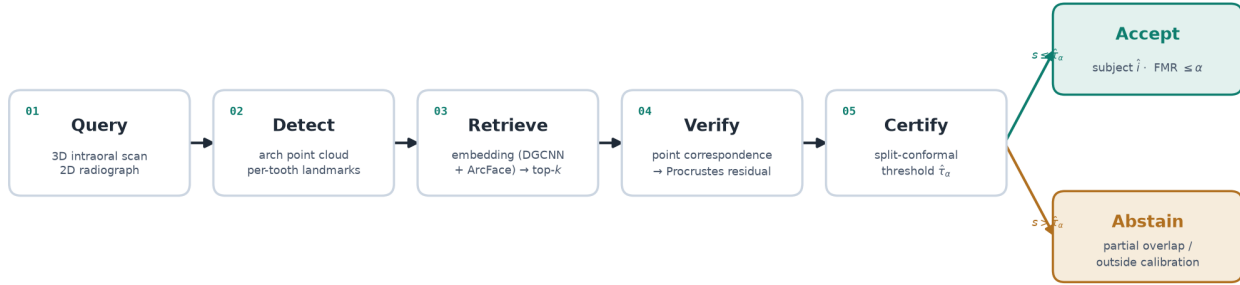 01
Query
3D intraoral scan
2D radiograph
02
Detect
arch point cloud
per-tooth landmarks
03
Retrieve
embedding (DGCNN
+ ArcFace) → top-k
04
Verify
point correspondence
→ Procrustes residual
05
Certify
split-conformal
threshold τ̂α
s ≤ τ̂α
Accept
subject î · FMR ≤ α
s > τ̂α
Abstain
partial overlap /
outside calibration